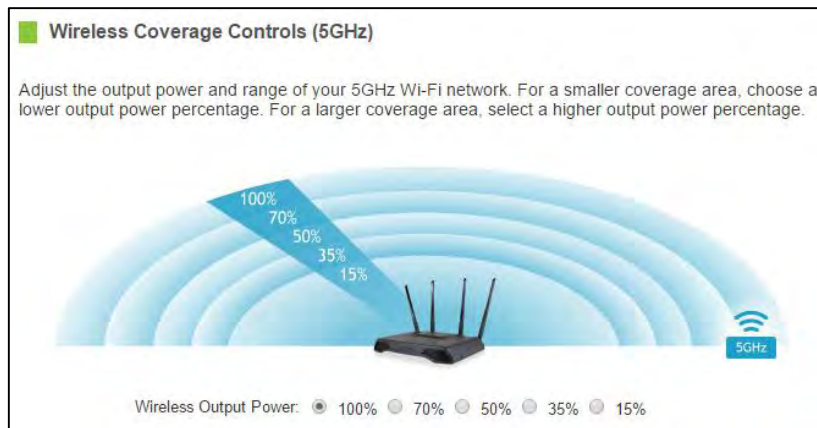 Wireless Coverage Controls (5GHz)
Adjust the output power and range of your 5GHz Wi-Fi network. For a smaller coverage area, choose a
lower output power percentage. For a larger coverage area, select a higher output power percentage.
100%
70%
50%
35%
15%
5GHz
Wireless Output Power: 100% 70% 50% 35% 15%